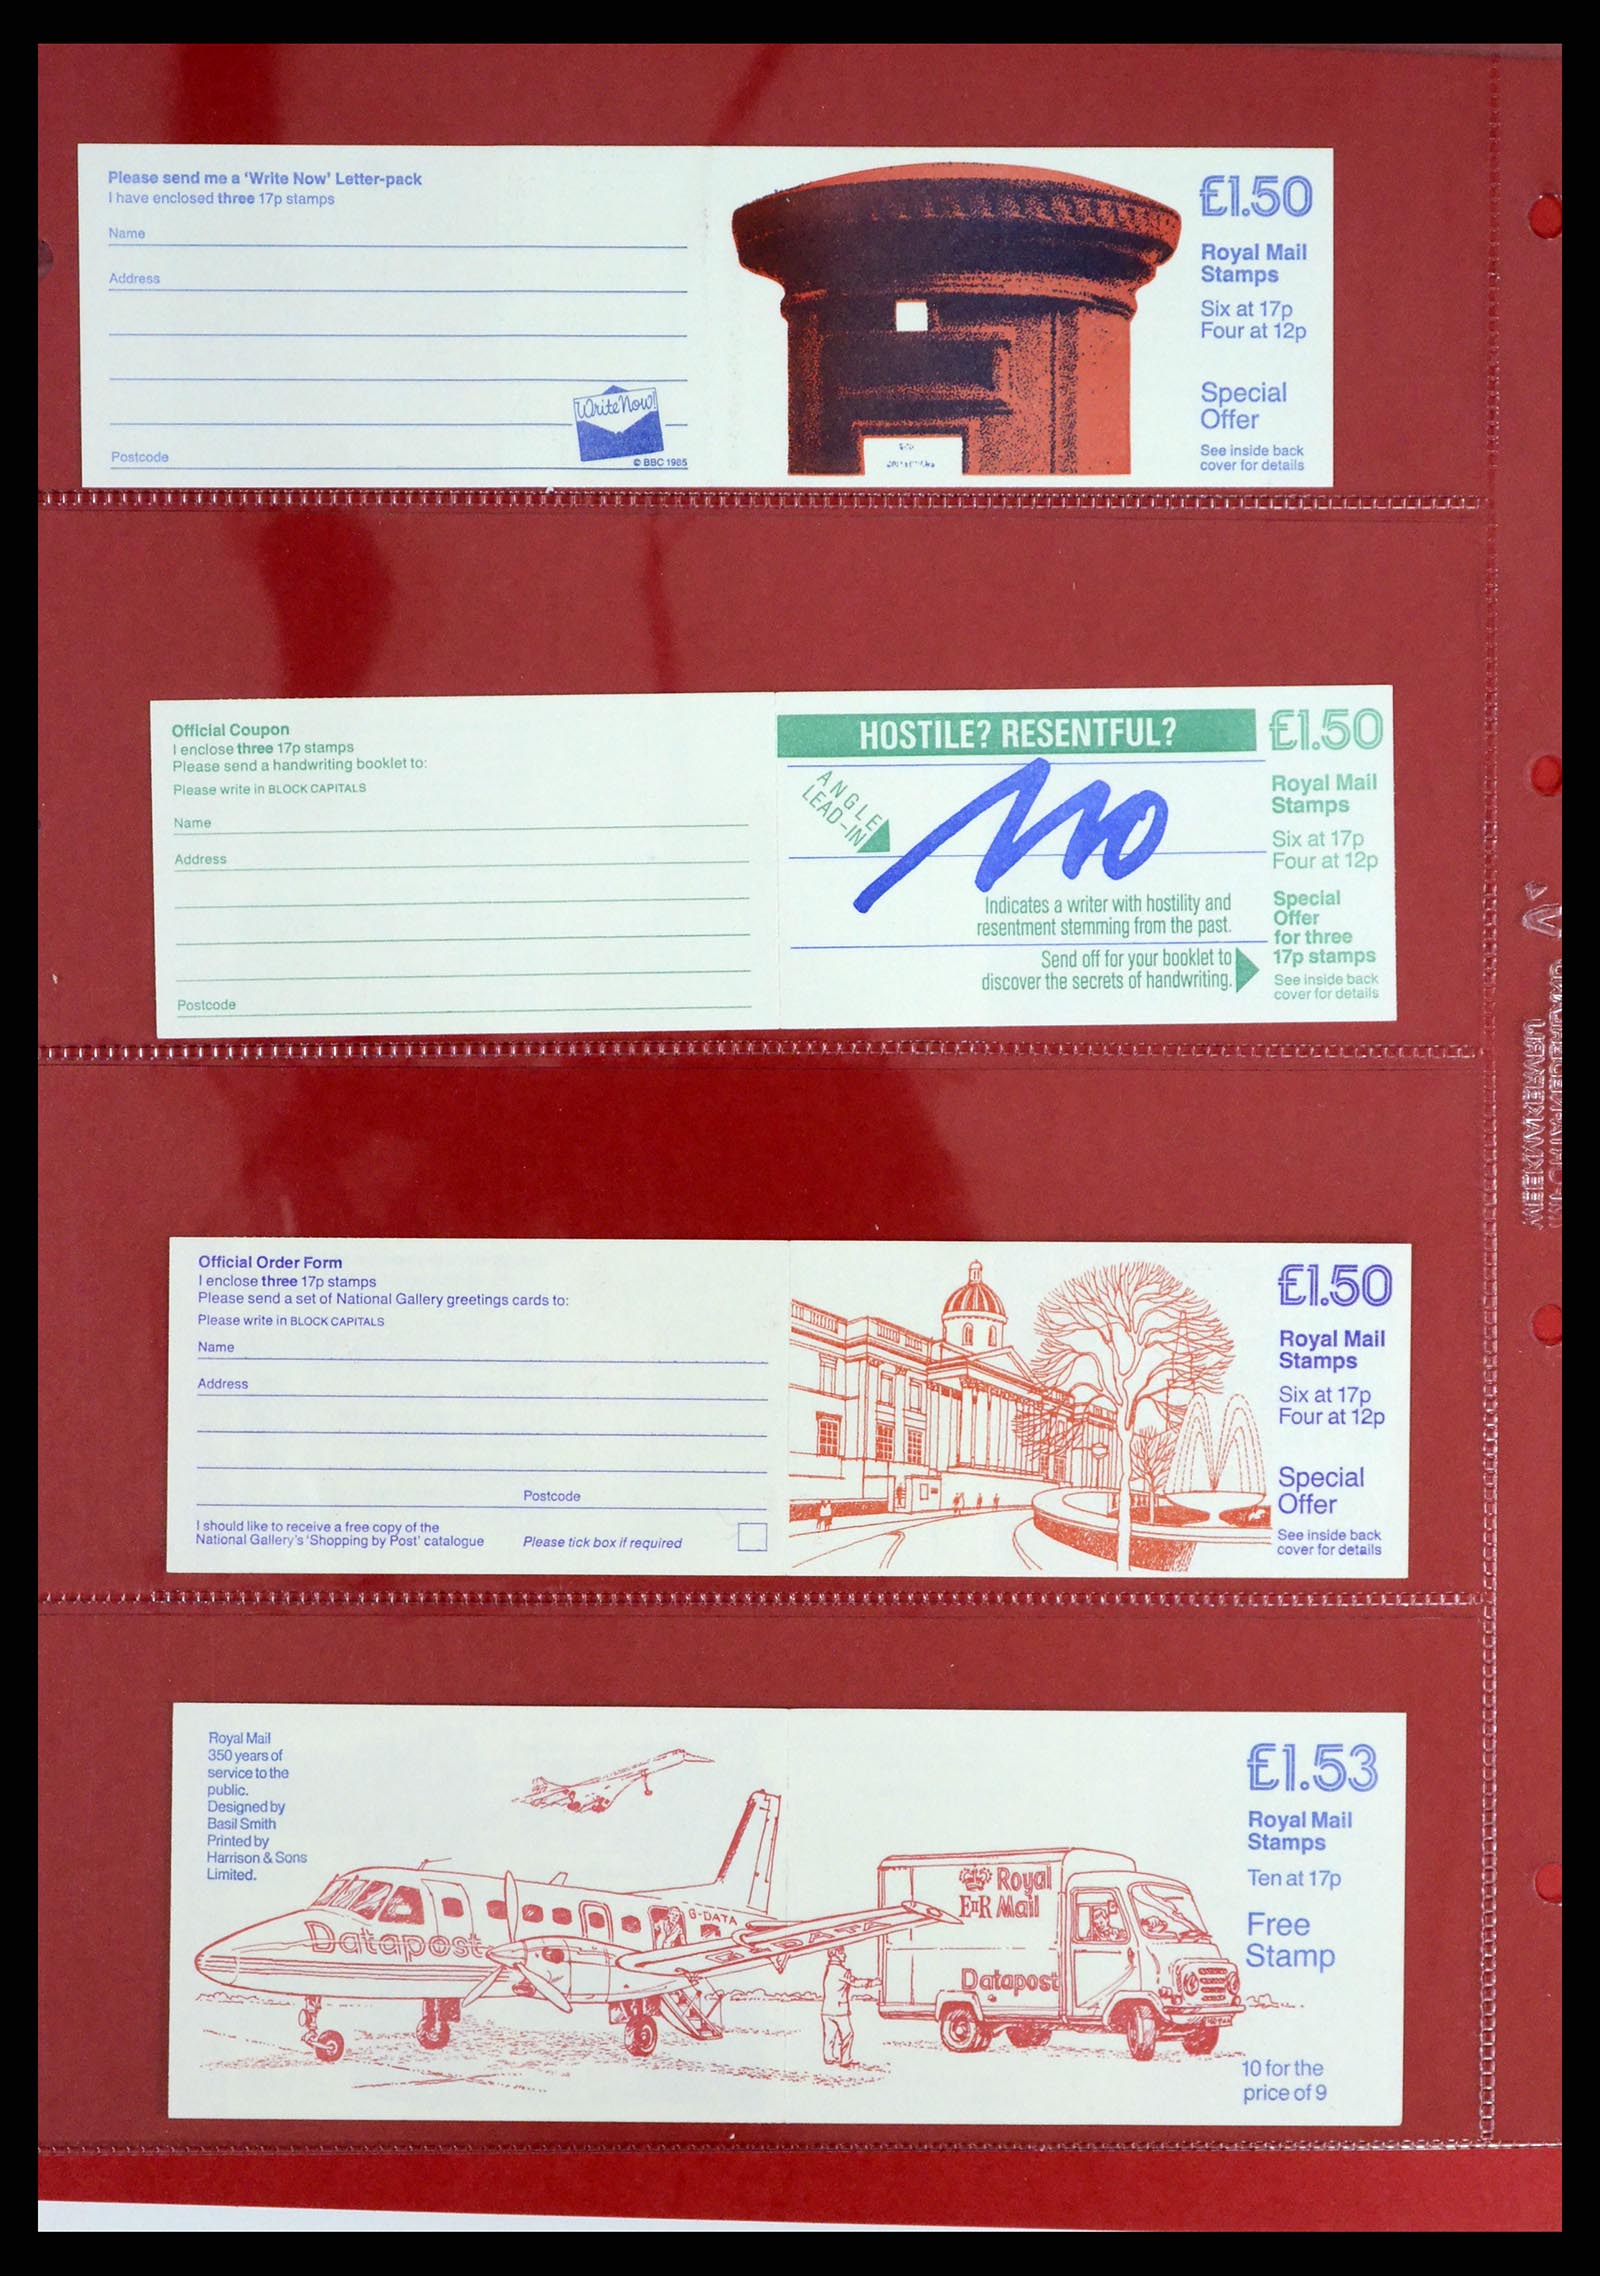 Please send me a 'Write Now' Letter-pack
I have enclosed three 17p stamps
Name
Address
Postcode
Write Now!
© BBC 1985
£1.50
Royal Mail
Stamps
Six at 17p
Four at 12p
Special
Offer
See inside back
cover for details
Official Coupon
I enclose three 17p stamps
Please send a handwriting booklet to:
Please write in BLOCK CAPITALS
Name
Address
Postcode
HOSTILE? RESENTFUL?
ANGLE
LEAD-IN
no
Indicates a writer with hostility and
resentment stemming from the past.
Send off for your booklet to
discover the secrets of handwriting.
£1.50
Royal Mail
Stamps
Six at 17p
Four at 12p
Special
Offer
for three
17p stamps
See inside back
cover for details
Official Order Form
I enclose three 17p stamps
Please send a set of National Gallery greetings cards to:
Please write in BLOCK CAPITALS
Name
Address
Postcode
I should like to receive a free copy of the
National Gallery's 'Shopping by Post' catalogue
Please tick box if required
£1.50
Royal Mail
Stamps
Six at 17p
Four at 12p
Special
Offer
See inside back
cover for details
Royal Mail
350 years of
service to the
public.
Designed by
Basil Smith
Printed by
Harrison & Sons
Limited.
Datapost
G-DATA
G-DATA
Royal
EIIR Mail
Datapost
£1.53
Royal Mail
Stamps
Ten at 17p
Free
Stamp
10 for the
price of 9